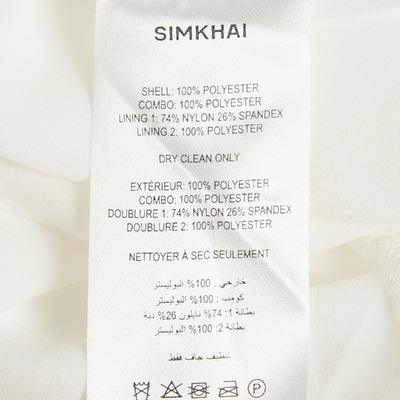 SIMKHAI
SHELL: 100% POLYESTER
COMBO: 100% POLYESTER
LINING 1: 74% NYLON 26% SPANDEX
LINING 2: 100% POLYESTER
DRY CLEAN ONLY
EXTÉRIEUR: 100% POLYESTER
COMBO: 100% POLYESTER
DOUBLURE 1: 74% NYLON 26% SPANDEX
DOUBLURE 2: 100% POLYESTER
NETTOYER À SEC SEULEMENT
خارجي . 100% البوليستر
كومب : 100% البوليستر
بطانة 1: 74% نايلون 26% دنة
بطانة 2: 100% البوليستر
تنظيف جاف فقط
P